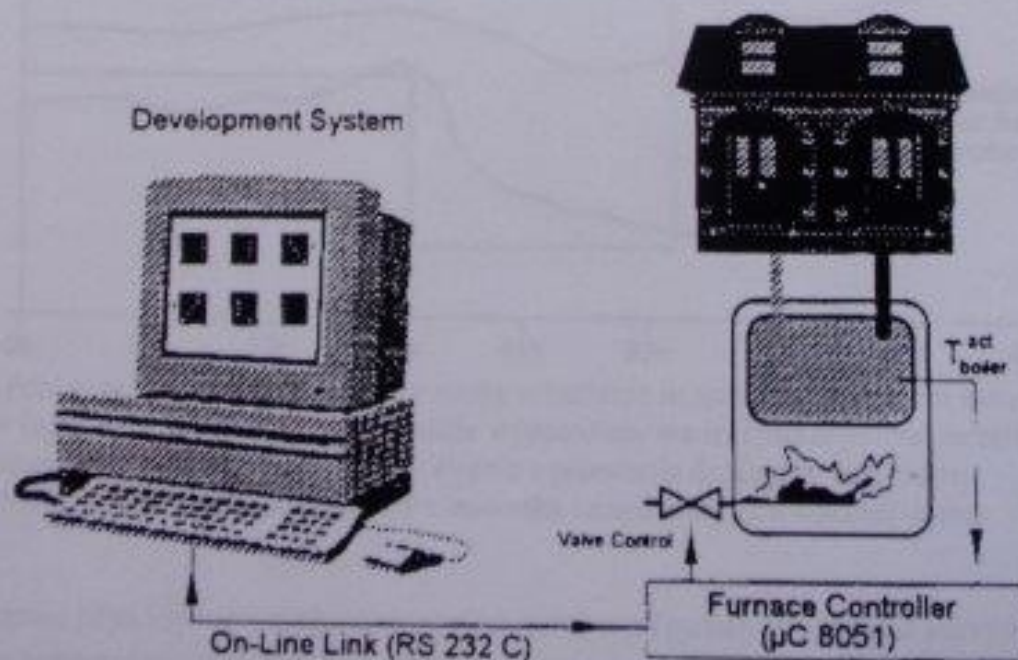 Development System
T act
boiler
Valve Control
Furnace Controller
(µC 8051)
On-Line Link (RS 232 C)